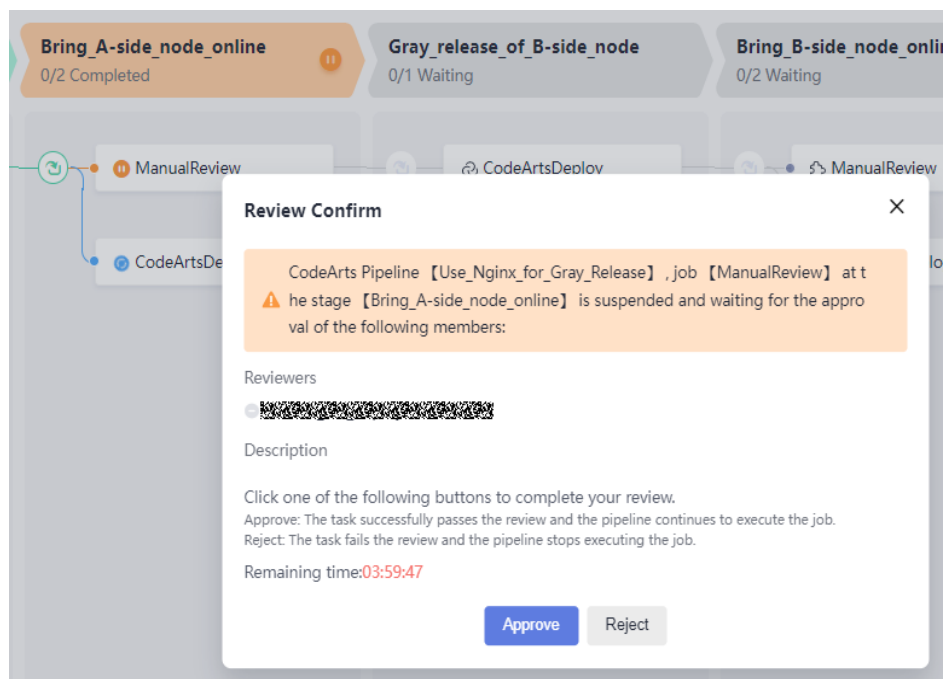 Bring_A-side_node_online
0/2 Completed
Gray_release_of_B-side_node
0/1 Waiting
Bring_B-side_node_onlin
0/2 Waiting
ManualReview
CodeArtsDeploy
ManualReview
CodeArtsDe
lo
Review Confirm
CodeArts Pipeline 【Use_Nginx_for_Gray_Release】 , job 【ManualReview】 at t
he stage 【Bring_A-side_node_online】 is suspended and waiting for the appro
val of the following members:
Reviewers
Description
Click one of the following buttons to complete your review.
Approve: The task successfully passes the review and the pipeline continues to execute the job.
Reject: The task fails the review and the pipeline stops executing the job.
Remaining time:03:59:47
Approve
Reject